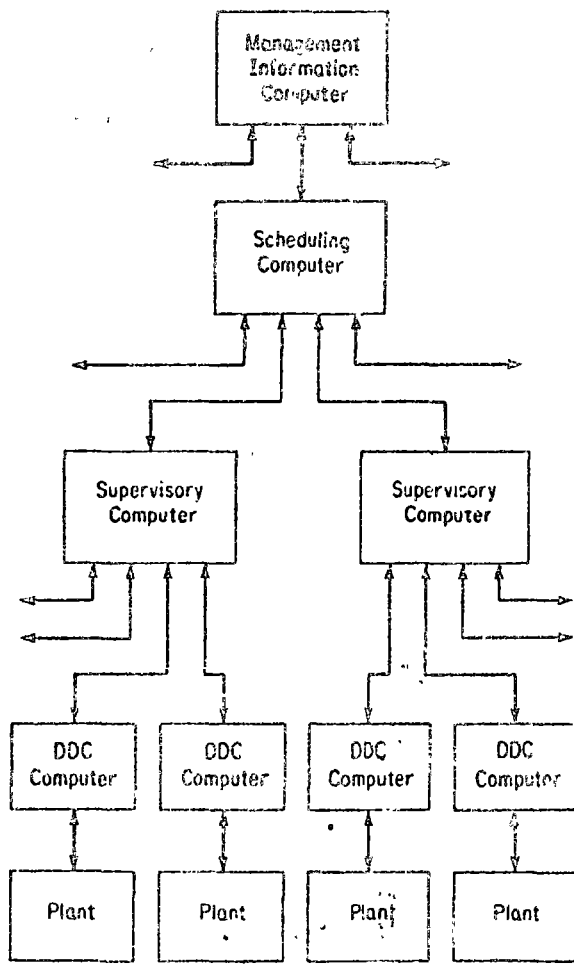 Management
Information
Computer
Scheduling
Computer
Supervisory
Computer
Supervisory
Computer
DDC
Computer
DDC
Computer
DDC
Computer
DDC
Computer
Plant
Plant
Plant
Plant